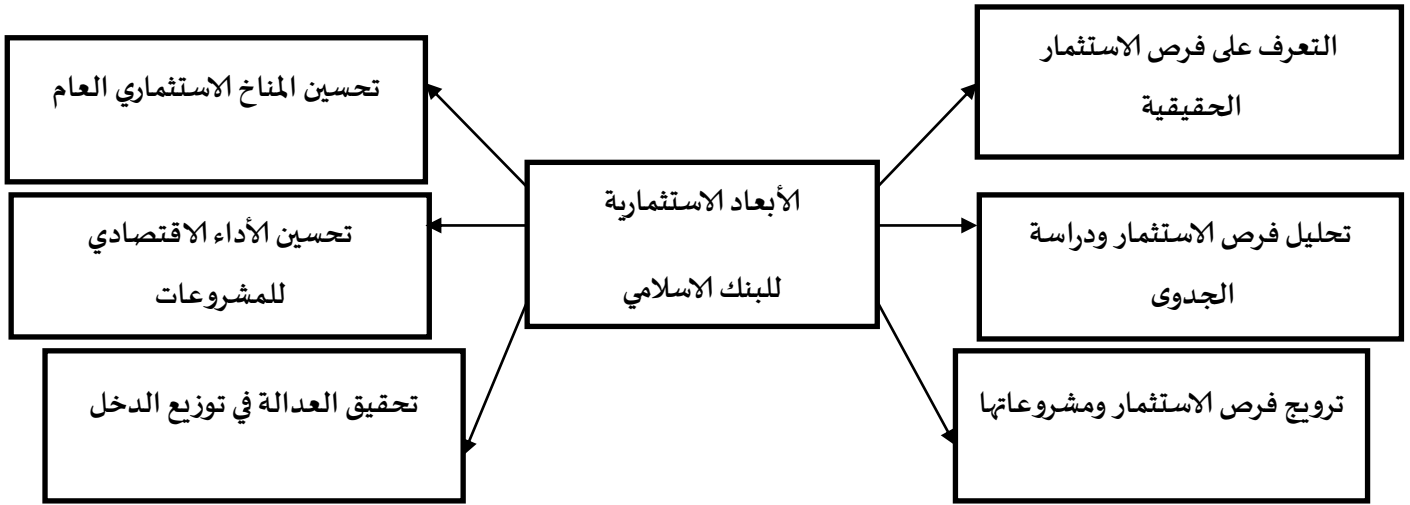 التعرف على فرص الاستثمار
الحقيقية
تحسين المناخ الاستثماري العام
الأبعاد الاستثمارية
للبنك الاسلامي
تحليل فرص الاستثمار ودراسة
الجدوى
تحسين الأداء الاقتصادي
للمشروعات
ترويج فرص الاستثمار ومشروعاتها
تحقيق العدالة في توزيع الدخل